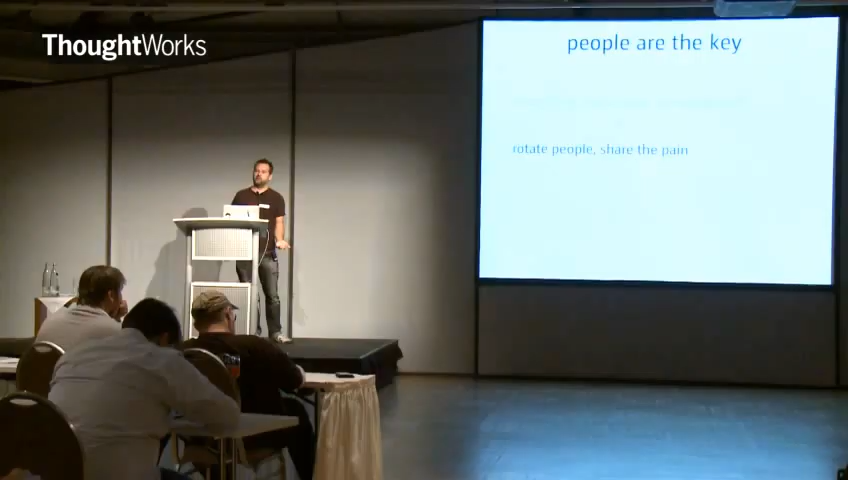 ThoughtWorks
people are the key
rotate people, share the pain